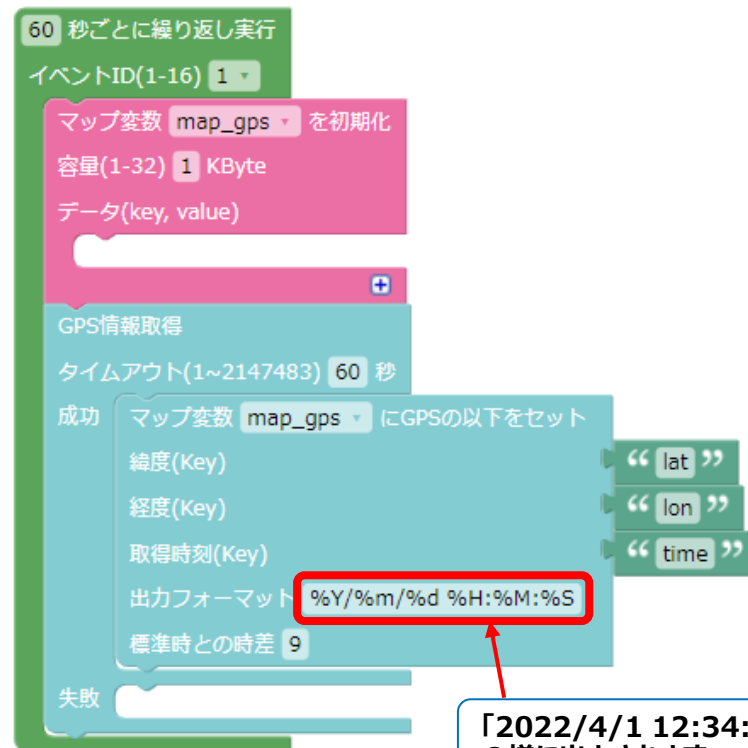 60 秒ごとに繰り返し実行
イベントID(1-16) 1
マップ変数 map_gps を初期化
容量(1-32) 1 KByte
データ(key, value)
GPS情報取得
タイムアウト(1~2147483) 60 秒
成功 マップ変数 map_gps にGPSの以下をセット
緯度(Key) “ lat ”
経度(Key) “ lon ”
取得時刻(Key) “ time ”
出力フォーマット %Y/%m/%d %H:%M:%S
標準時との時差 9
失敗
「2022/4/1 12:34: